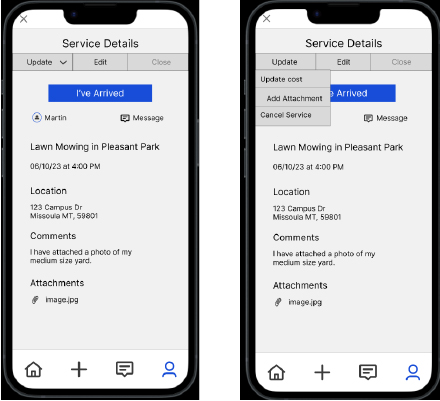 Service Details
Update Edit Close
I've Arrived
Martin Message
Lawn Mowing in Pleasant Park
06/10/23 at 4:00 PM
Location
123 Campus Dr
Missoula MT, 59801
Comments
I have attached a photo of my
medium size yard.
Attachments
image.jpg
Service Details
Update Edit Close
Update cost
Add Attachment
Cancel Service
e Arrived
Message
Lawn Mowing in Pleasant Park
06/10/23 at 4:00 PM
Location
123 Campus Dr
Missoula MT, 59801
Comments
I have attached a photo of my
medium size yard.
Attachments
image.jpg